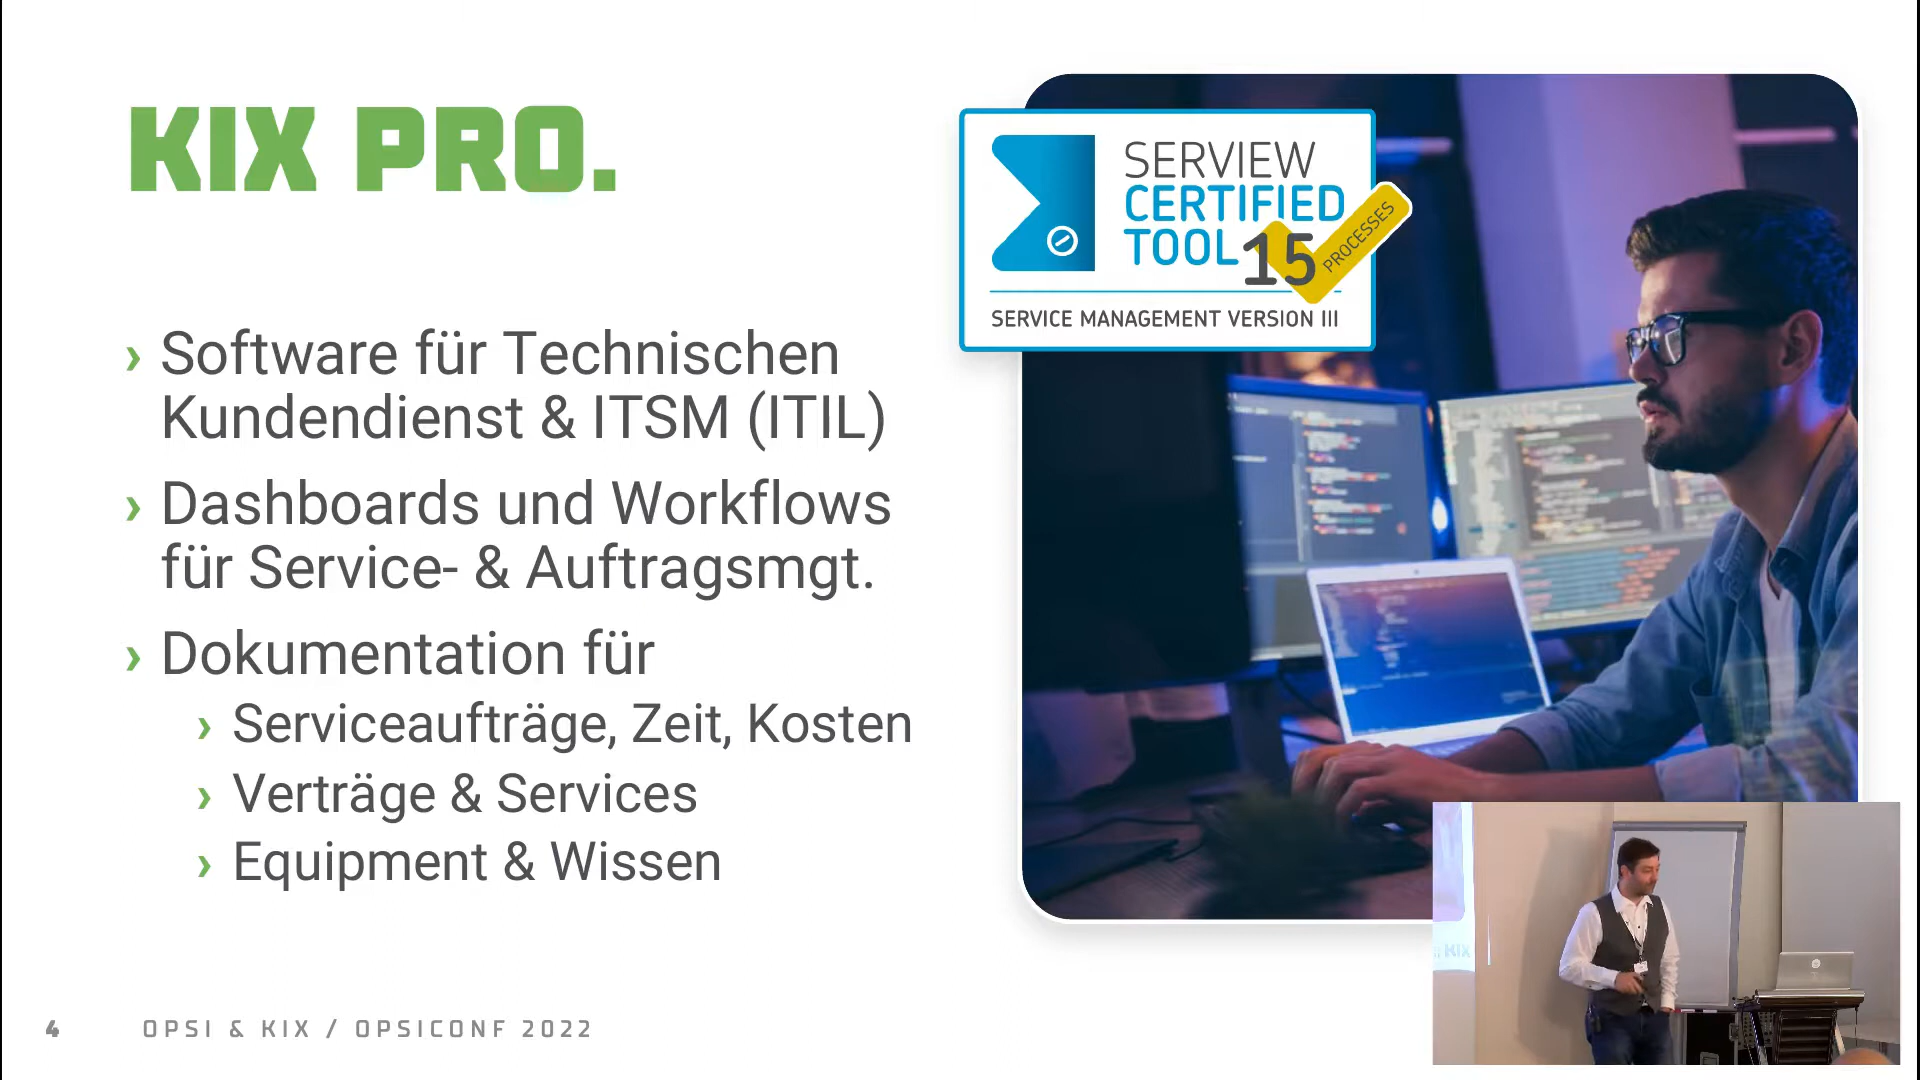 KIX PRO.
SERVIEW
CERTIFIED
TOOL
15
PROCESSES
SERVICE MANAGEMENT VERSION III
› Software für Technischen
Kundendienst & ITSM (ITIL)
› Dashboards und Workflows
für Service- & Auftragsmgt.
› Dokumentation für
› Serviceaufträge, Zeit, Kosten
› Verträge & Services
› Equipment & Wissen
KIX
4 OPSI & KIX / OPSICONF 2022